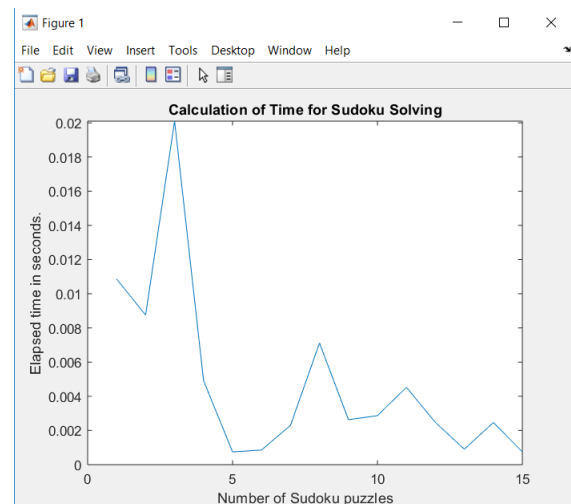 Figure 1
File Edit View Insert Tools Desktop Window Help
Calculation of Time for Sudoku Solving
0.02
0.018
0.016
0.014
0.012
0.01
0.008
0.006
0.004
0.002
0
Elapsed time in seconds.
0 5 10 15
Number of Sudoku puzzles